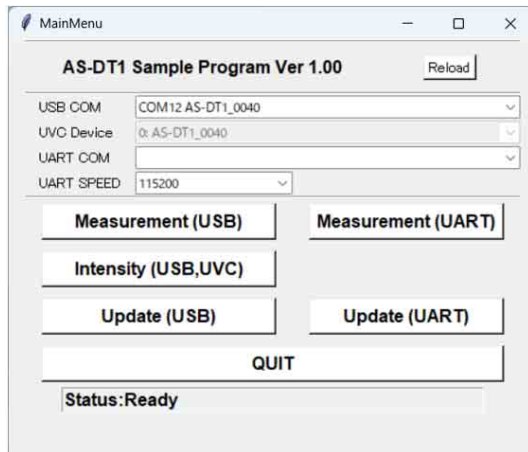 MainMenu
AS-DT1 Sample Program Ver 1.00
Reload
USB COM COM12 AS-DT1_0040
UVC Device 0: AS-DT1_0040
UART COM
UART SPEED 115200
Measurement (USB) Measurement (UART)
Intensity (USB,UVC)
Update (USB) Update (UART)
QUIT
Status:Ready